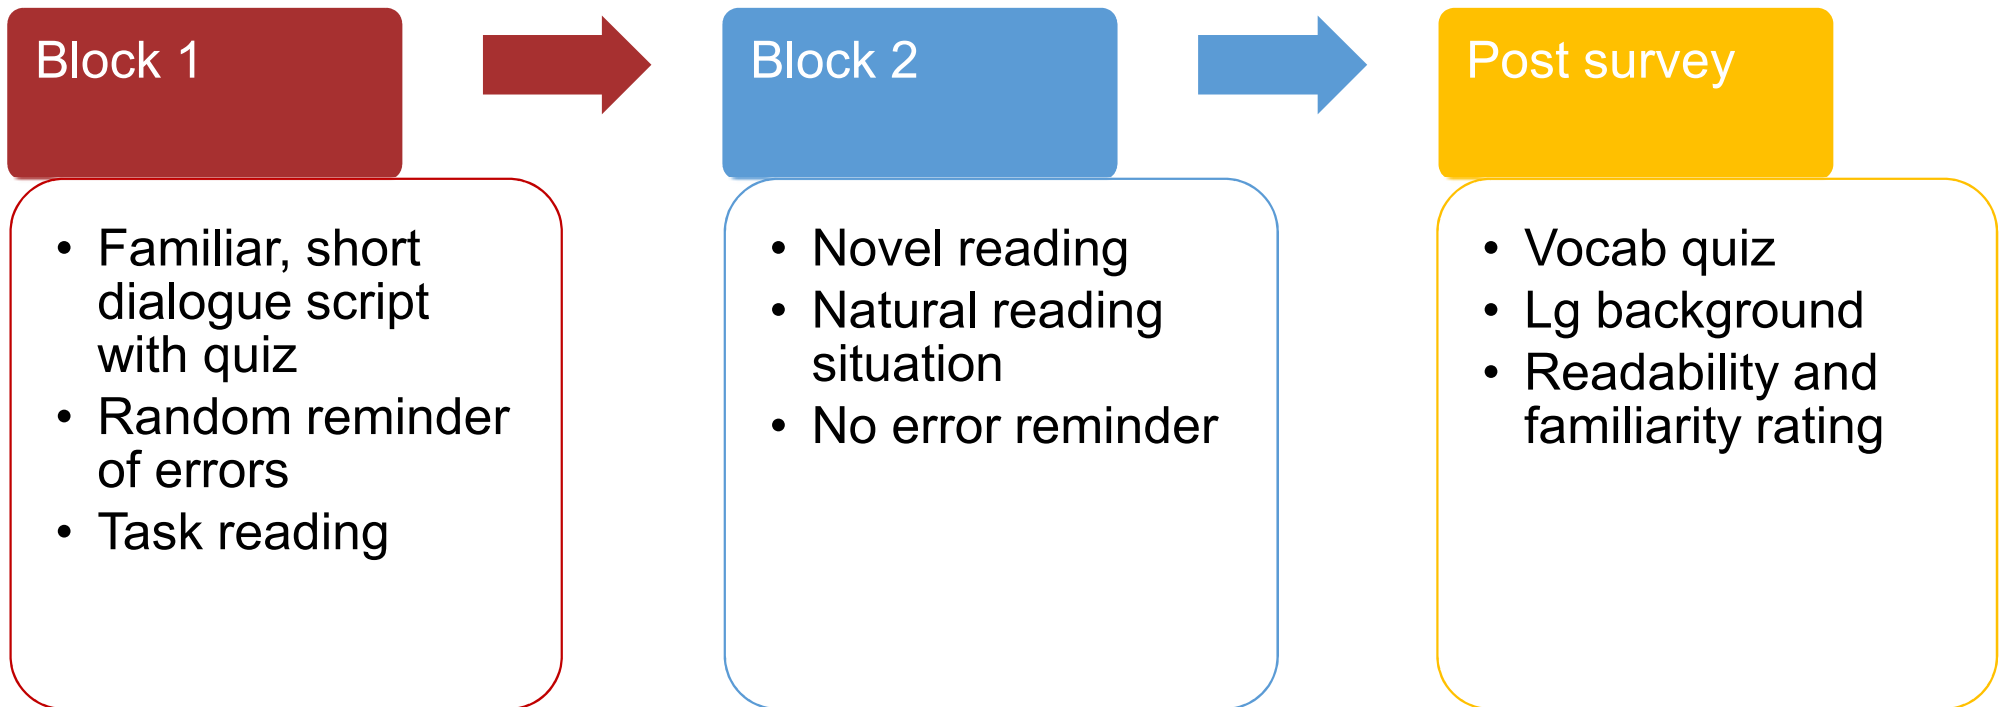 Block 1
• Familiar, short
dialogue script
with quiz
• Random reminder
of errors
• Task reading
Block 2
• Novel reading
• Natural reading
situation
• No error reminder
Post survey
• Vocab quiz
• Lg background
• Readability and
familiarity rating